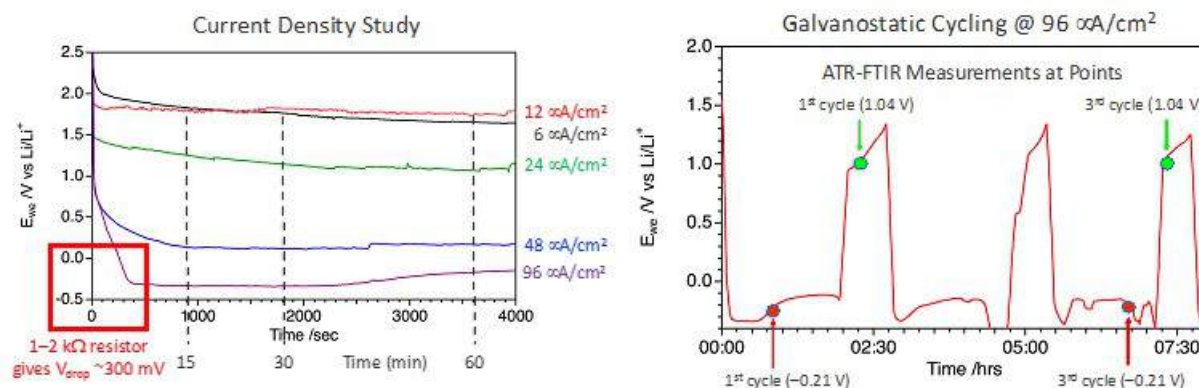 Current Density Study
2.5
2.0
1.5
1.0
0.5
0.0
-0.5
E_we /V vs Li/Li⁺
0
1000
2000
3000
4000
Time /sec
12 ∝A/cm²
6 ∝A/cm²
24 ∝A/cm²
48 ∝A/cm²
96 ∝A/cm²
1–2 kΩ resistor
gives V_drop ~300 mV
15
30
Time (min)
60
Galvanostatic Cycling @ 96 ∝A/cm²
2.0
1.5
1.0
0.5
0.0
E_we /V vs Li/Li⁺
ATR-FTIR Measurements at Points
1st cycle (1.04 V)
3rd cycle (1.04 V)
00:00
02:30
05:00
07:30
Time /hrs
1st cycle (–0.21 V)
3rd cycle (–0.21 V)